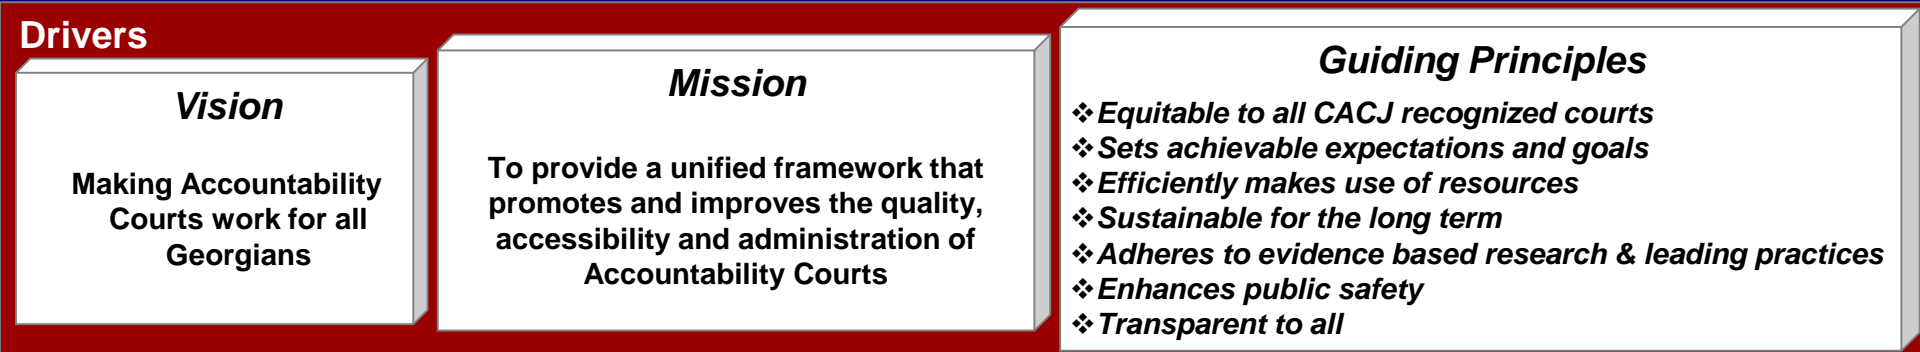 Drivers
Vision
Making Accountability
Courts work for all
Georgians
Mission
To provide a unified framework that
promotes and improves the quality,
accessibility and administration of
Accountability Courts
Guiding Principles
❖Equitable to all CACJ recognized courts
❖Sets achievable expectations and goals
❖Efficiently makes use of resources
❖Sustainable for the long term
❖Adheres to evidence based research & leading practices
❖Enhances public safety
❖Transparent to all